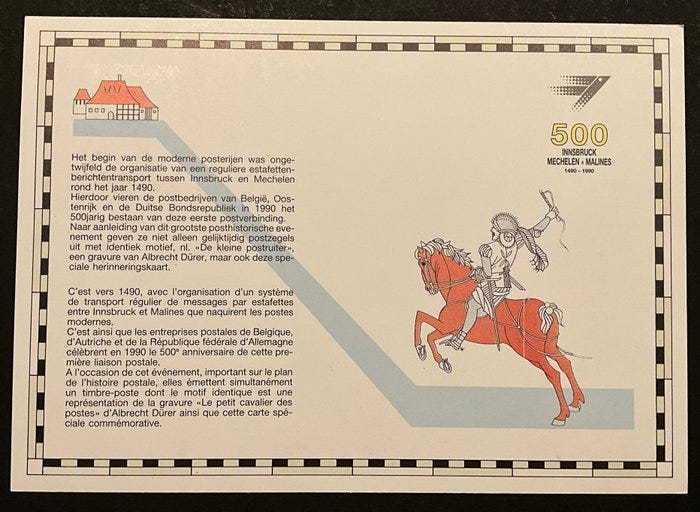 Het begin van de moderne posterijen was onge-
twijfeld de organisatie van een reguliere estafetten-
berichtentransport tussen Innsbruck en Mechelen
rond het jaar 1490.
Hierdoor vieren de postbedrijven van België, Oos-
tenrijk en de Duitse Bondsrepubliek in 1990 het
500jarig bestaan van deze eerste postverbinding.
Naar aanleiding van dit grootste posthistorische eve-
nement geven ze niet alleen gelijktijdig postzegels
uit met identiek motief, nl. «De kleine postruiter»,
een gravure van Albrecht Dürer, maar ook deze spe-
ciale herinneringskaart.
C'est vers 1490, avec l'organisation d'un système
de transport régulier de messages par estafettes
entre Innsbruck et Malines que naquirent les postes
modernes.
C'est ainsi que les entreprises postales de Belgique,
d'Autriche et de la République fédérale d'Allemagne
célèbrent en 1990 le 500e anniversaire de cette pre-
mière liaison postale.
A l'occasion de cet événement, important sur le plan
de l'histoire postale, elles émettent simultanément
un timbre-poste dont le motif identique est une
représentation de la gravure «Le petit cavalier des
postes» d'Albrecht Dürer ainsi que cette carte spé-
ciale commémorative.
500
INNSBRUCK
MECHELEN + MALINES
1490 - 1990